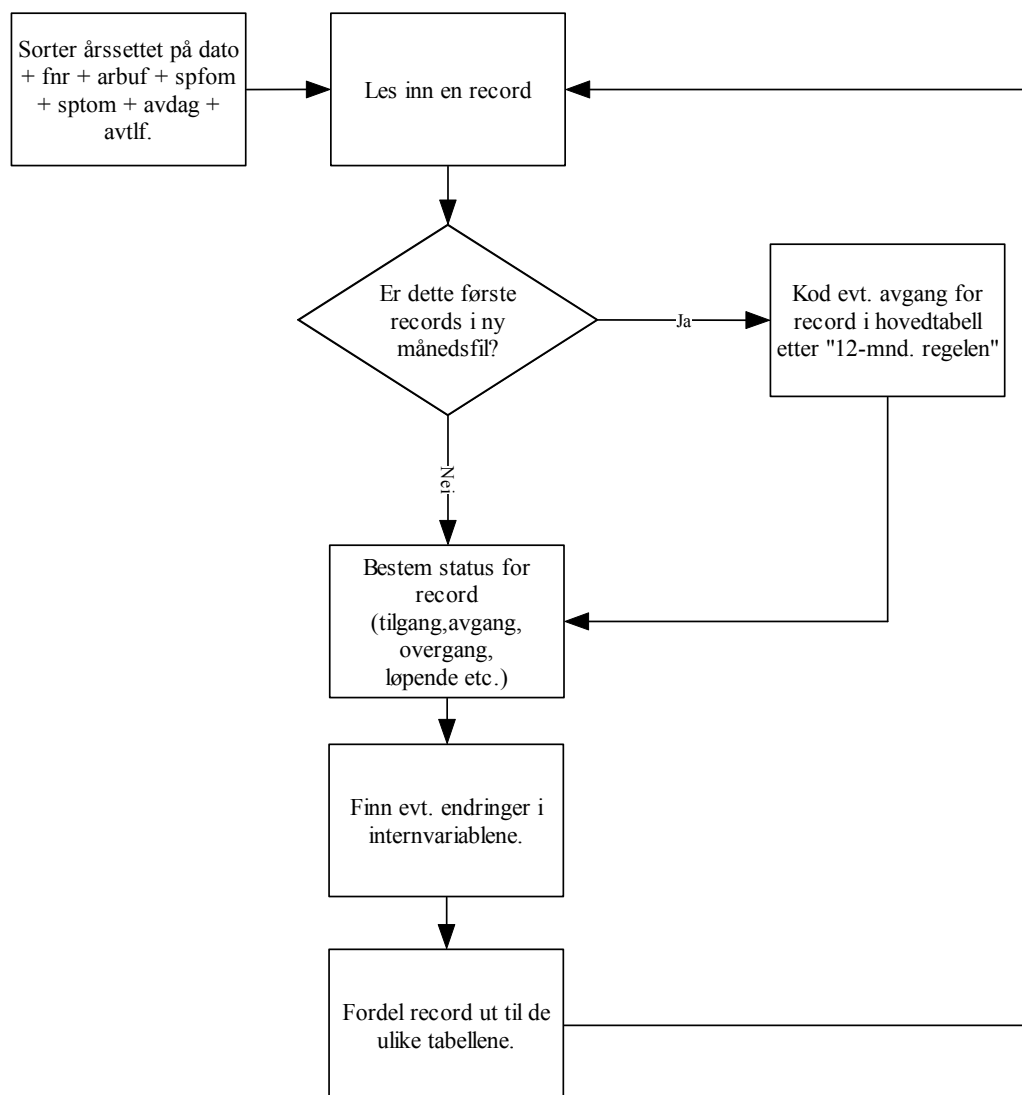 Sorter årssettet på dato
+ fnr + arbuf + spfom
+ sptom + avdag +
avtlf.
Les inn en record
Er dette første
records i ny
månedsfil?
Ja
Kod evt. avgang for
record i hovedtabell
etter "12-mnd. regelen"
Nei
Bestem status for
record
(tilgang,avgang,
overgang,
løpende etc.)
Finn evt. endringer i
internvariablene.
Fordel record ut til de
ulike tabellene.